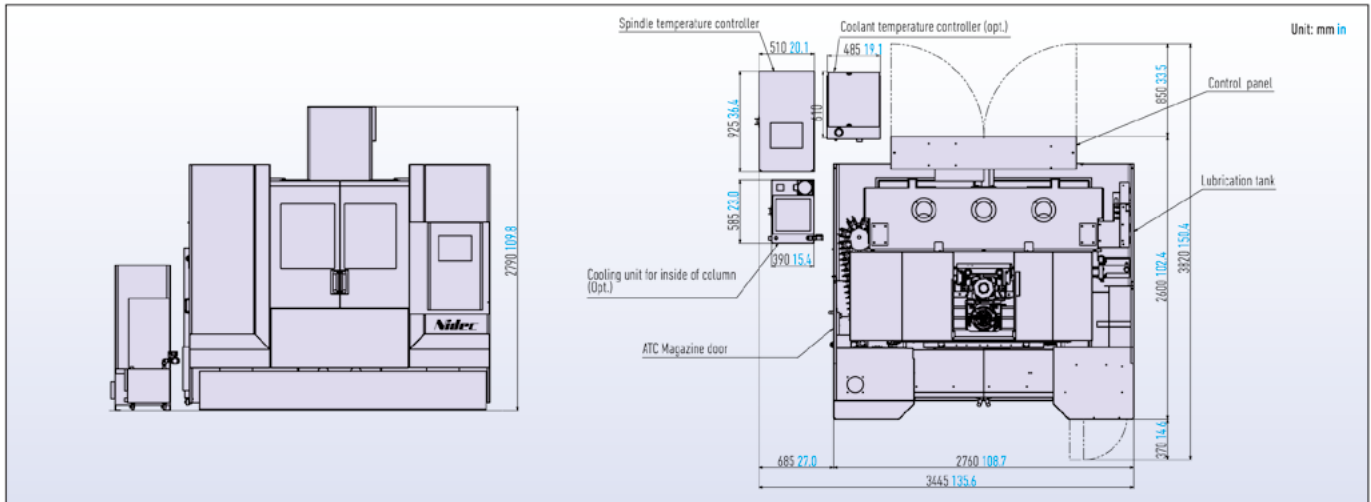 Spindle temperature controller
Coolant temperature controller (opt.)
Unit: mm in
510 20.1
485 19.1
925 36.4
610
850 33.5
Control panel
Lubrication tank
585 23.0
390 15.4
Cooling unit for inside of column
(Opt.)
2790 109.8
Nidec
2600 102.4
3820 150.4
ATC Magazine door
370 14.6
685 27.0
2760 108.7
3445 135.6